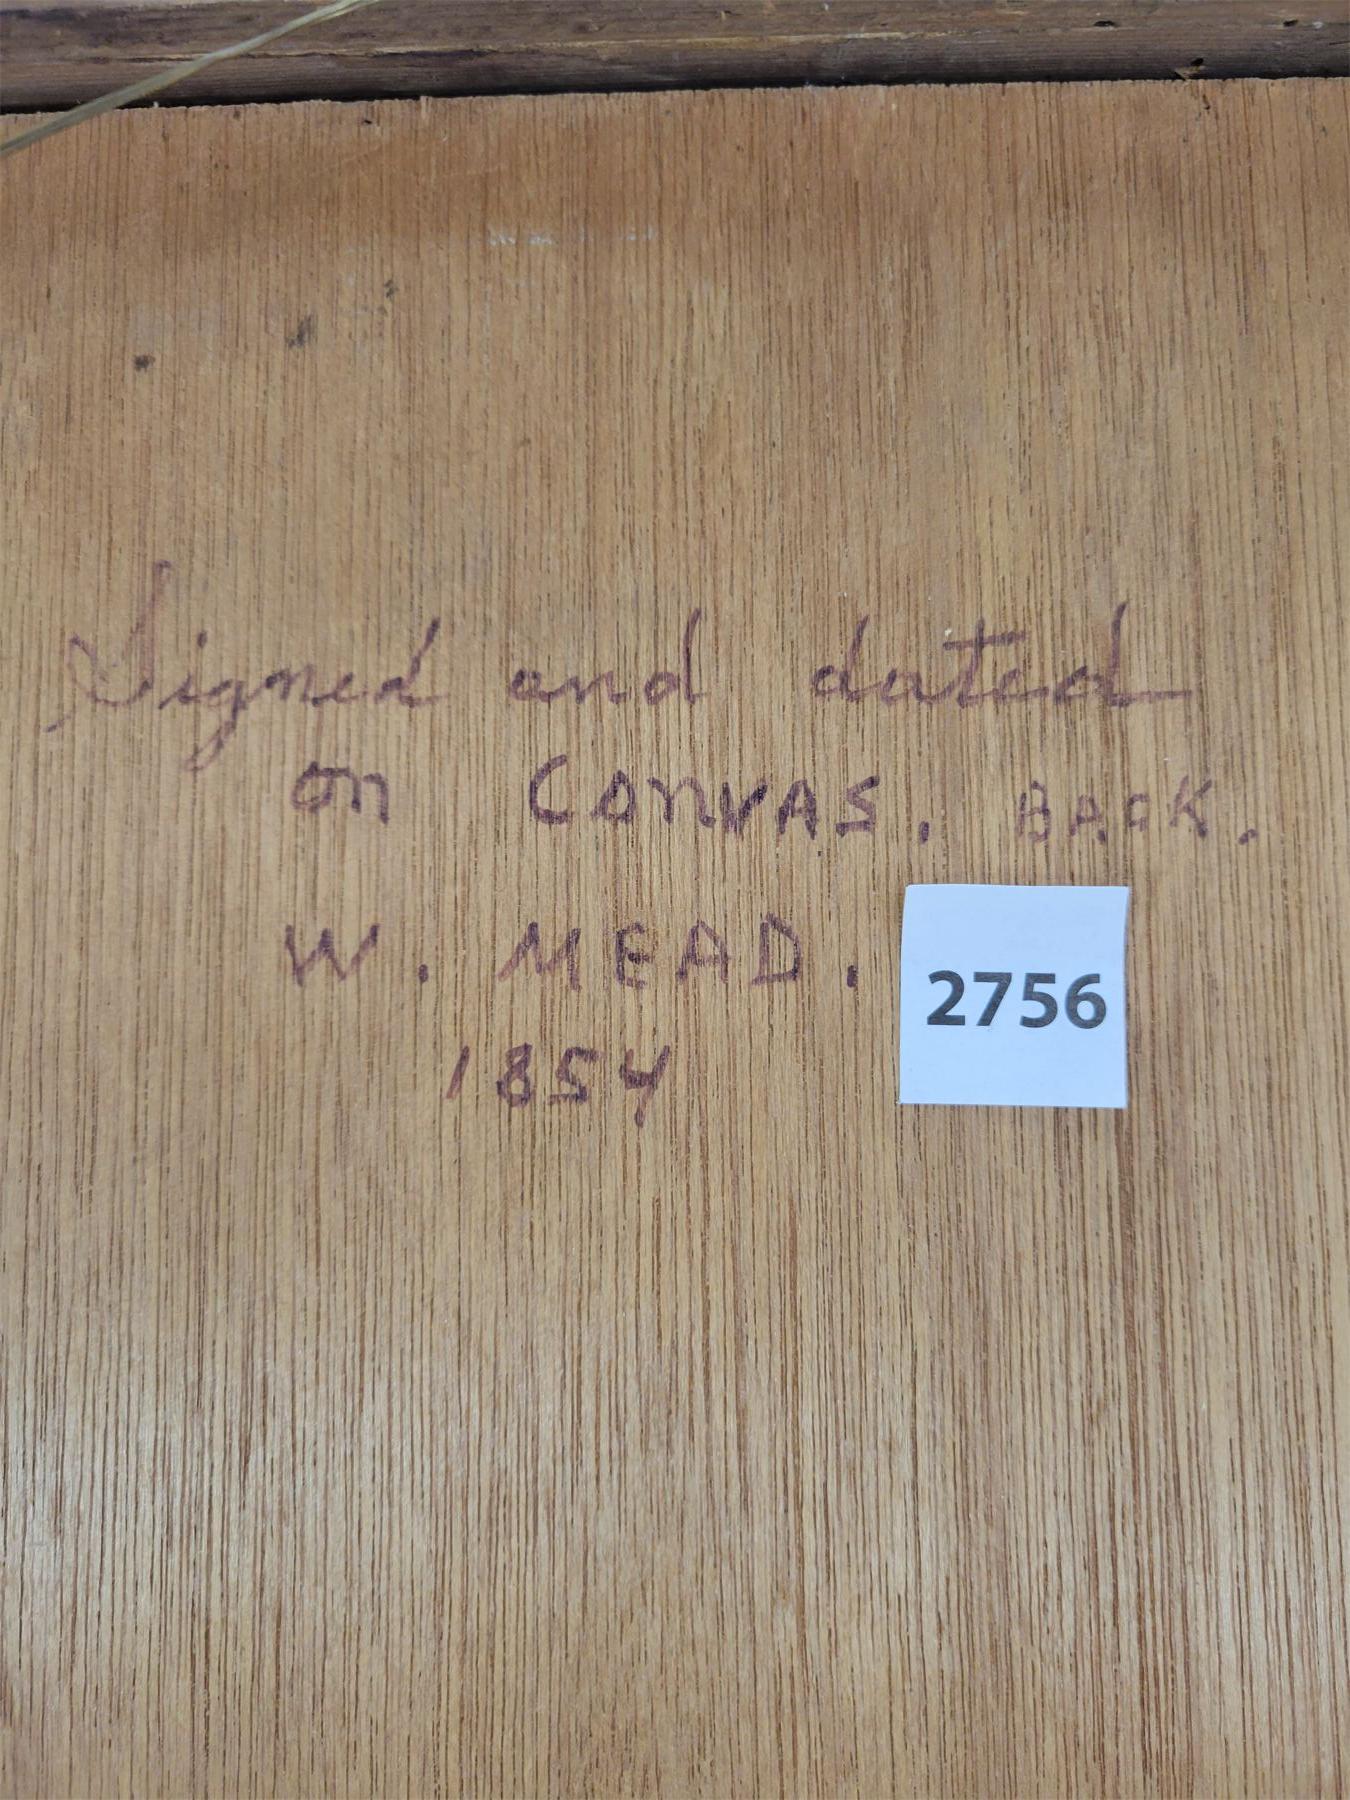 Signed and dated
on CANVAS. BACK.
W. MEAD.
1854
2756